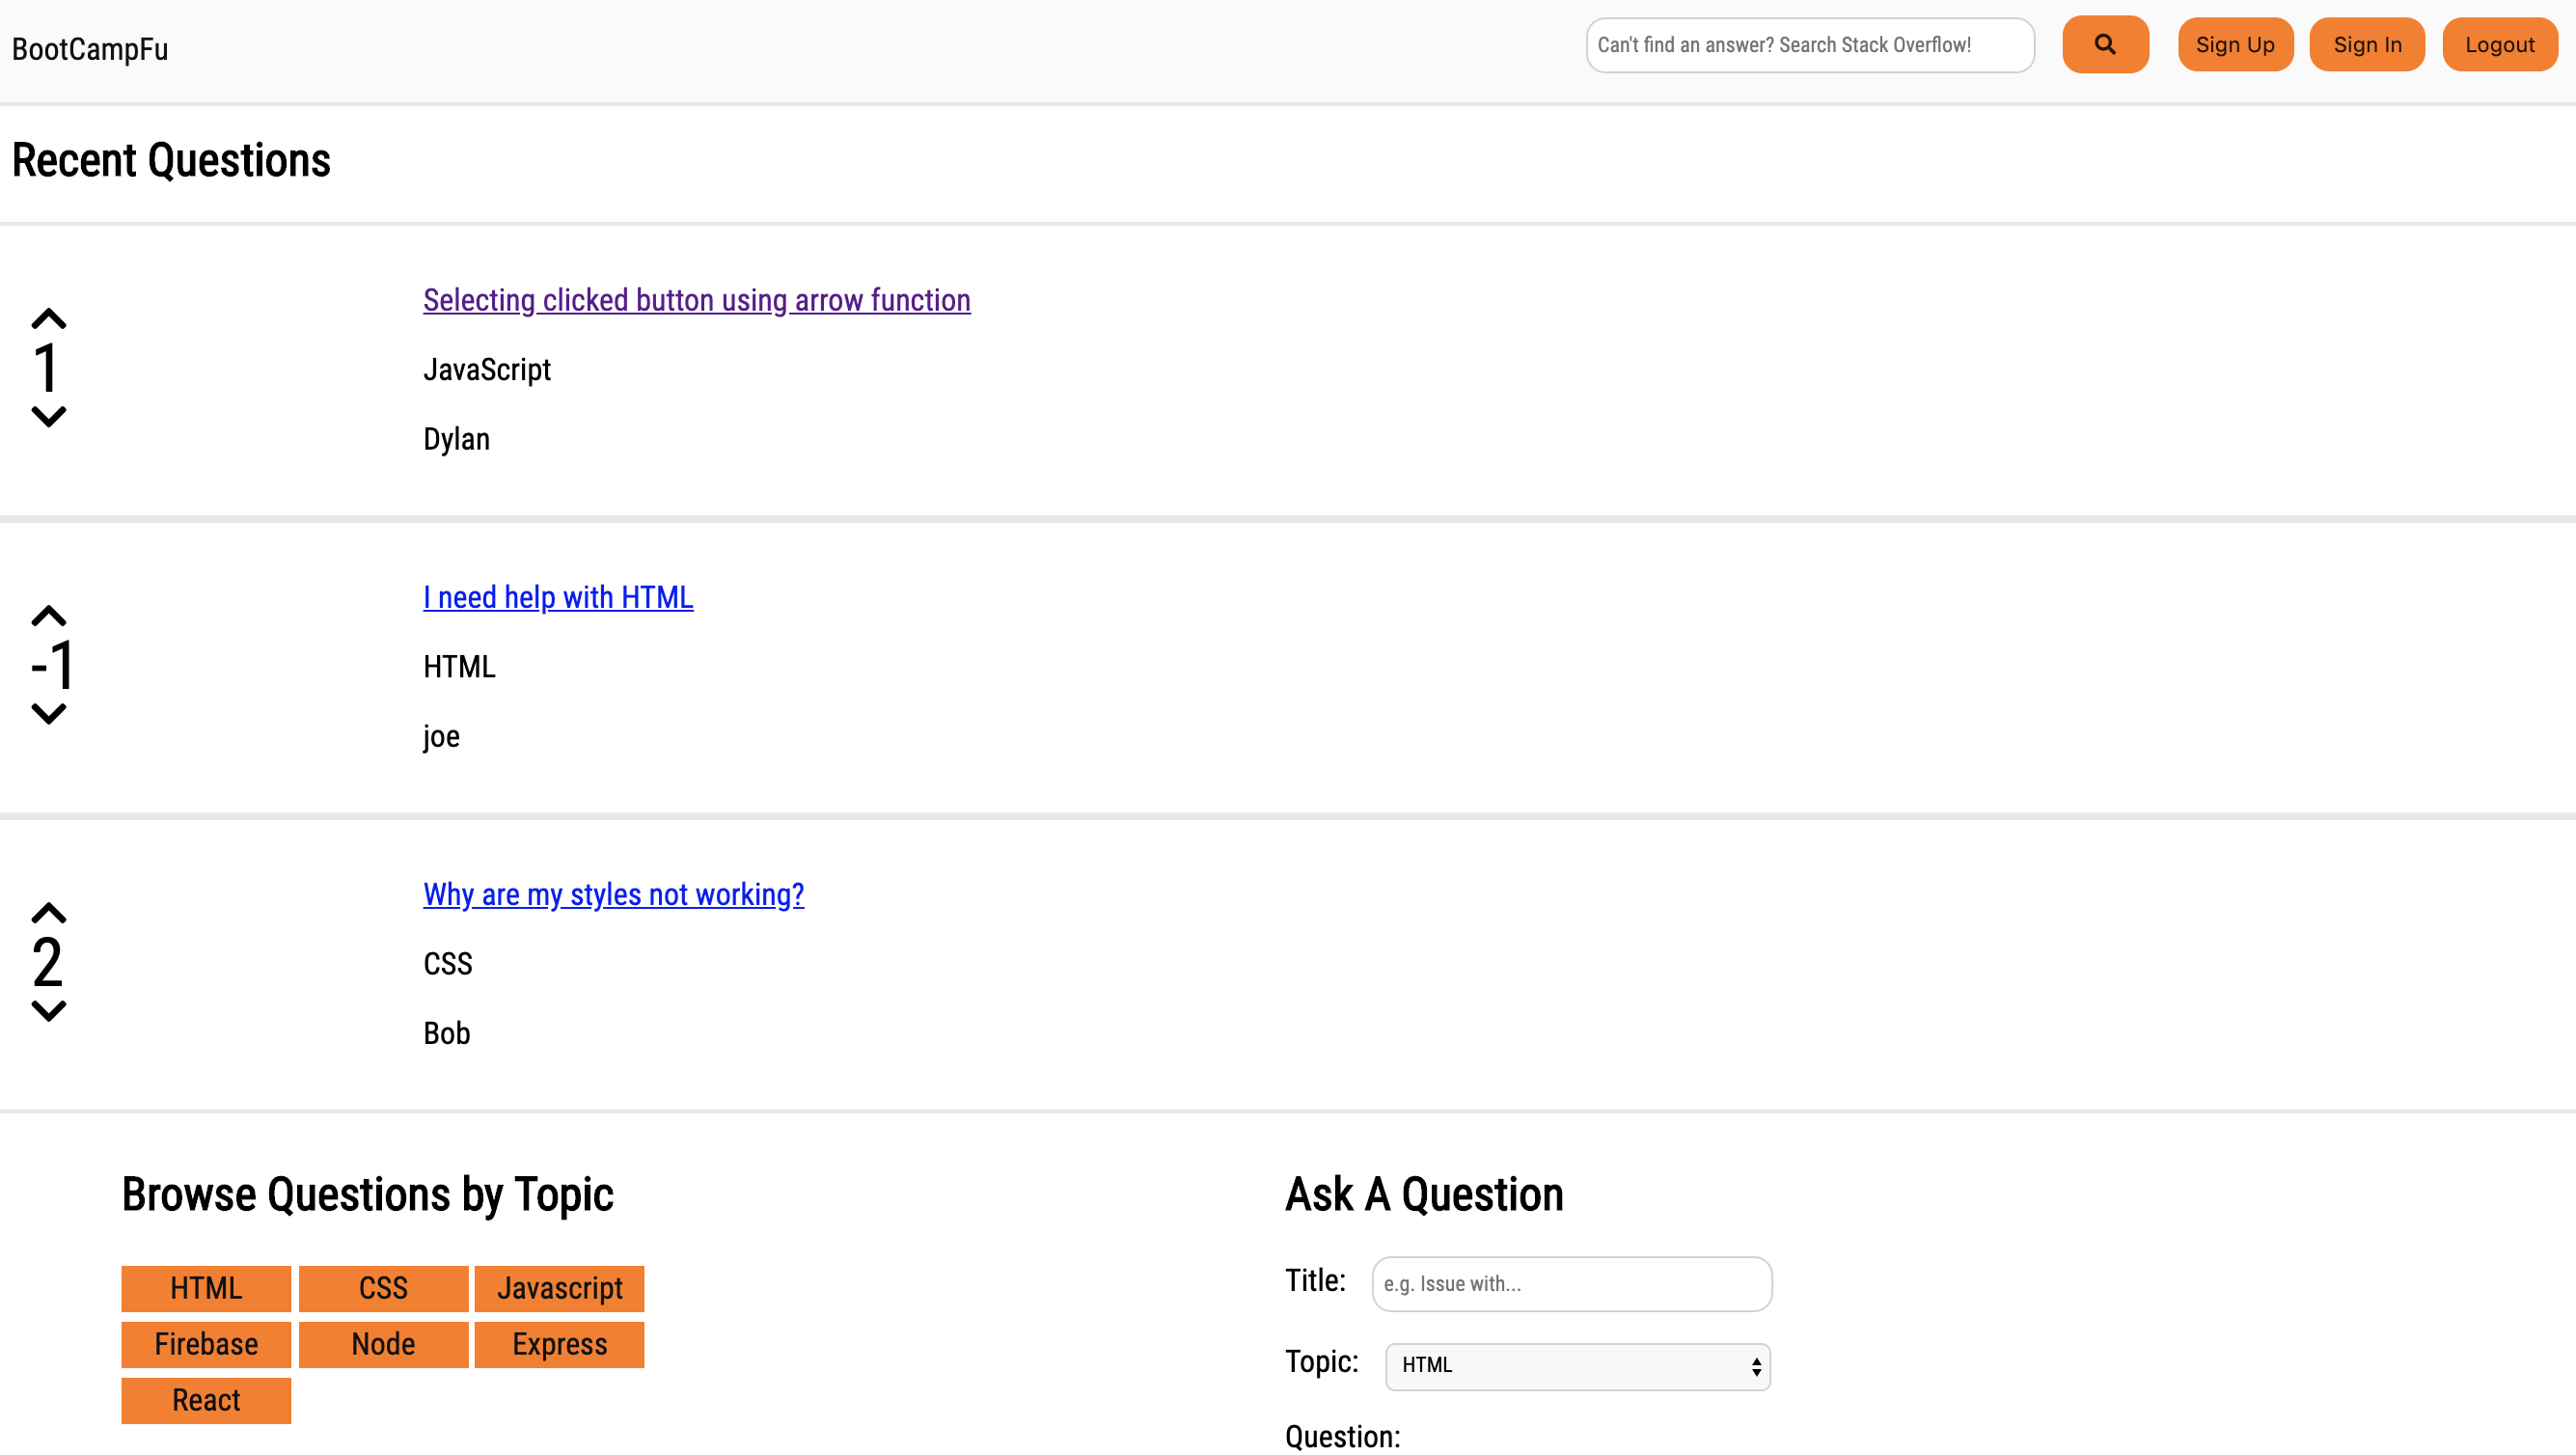 BootCampFu
Can't find an answer? Search Stack Overflow!
Sign Up
Sign In
Logout
Recent Questions
1
Selecting clicked button using arrow function
JavaScript
Dylan
-1
I need help with HTML
HTML
joe
2
Why are my styles not working?
CSS
Bob
Browse Questions by Topic
HTML CSS Javascript
Firebase Node Express
React
Ask A Question
Title: e.g. Issue with...
Topic: HTML
Question: